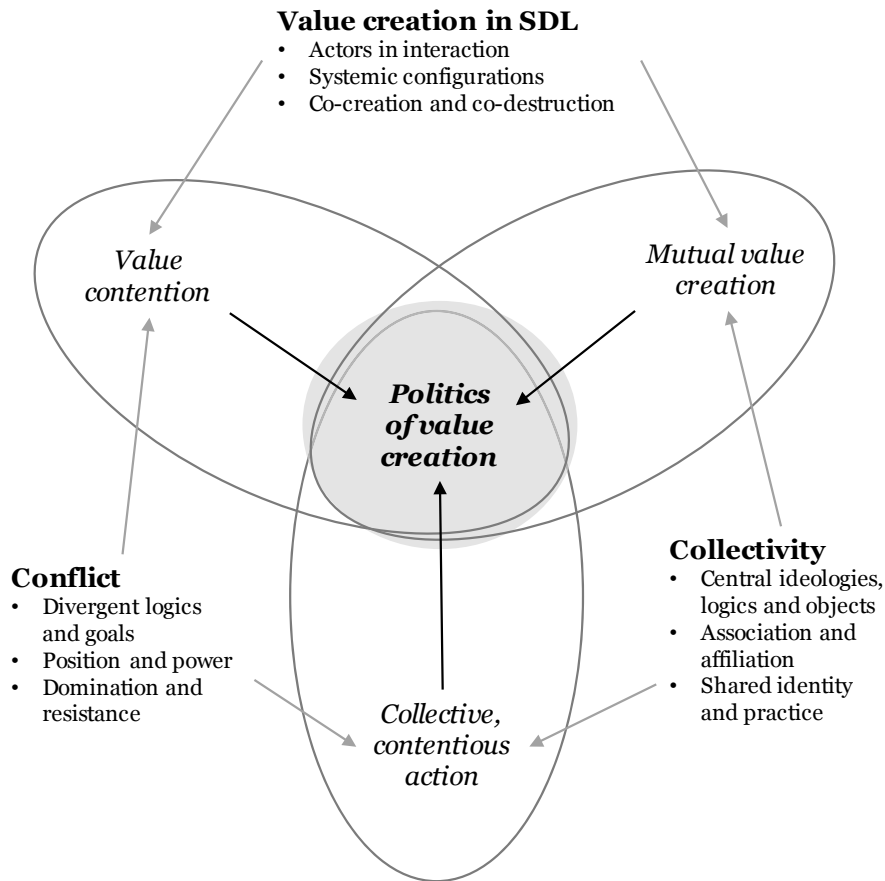 Value creation in SDL
• Actors in interaction
• Systemic configurations
• Co-creation and co-destruction
Value
contention
Mutual value
creation
Politics
of value
creation
Conflict
• Divergent logics
and goals
• Position and power
• Domination and
resistance
Collectivity
• Central ideologies,
logics and objects
• Association and
affiliation
• Shared identity
and practice
Collective,
contentious
action